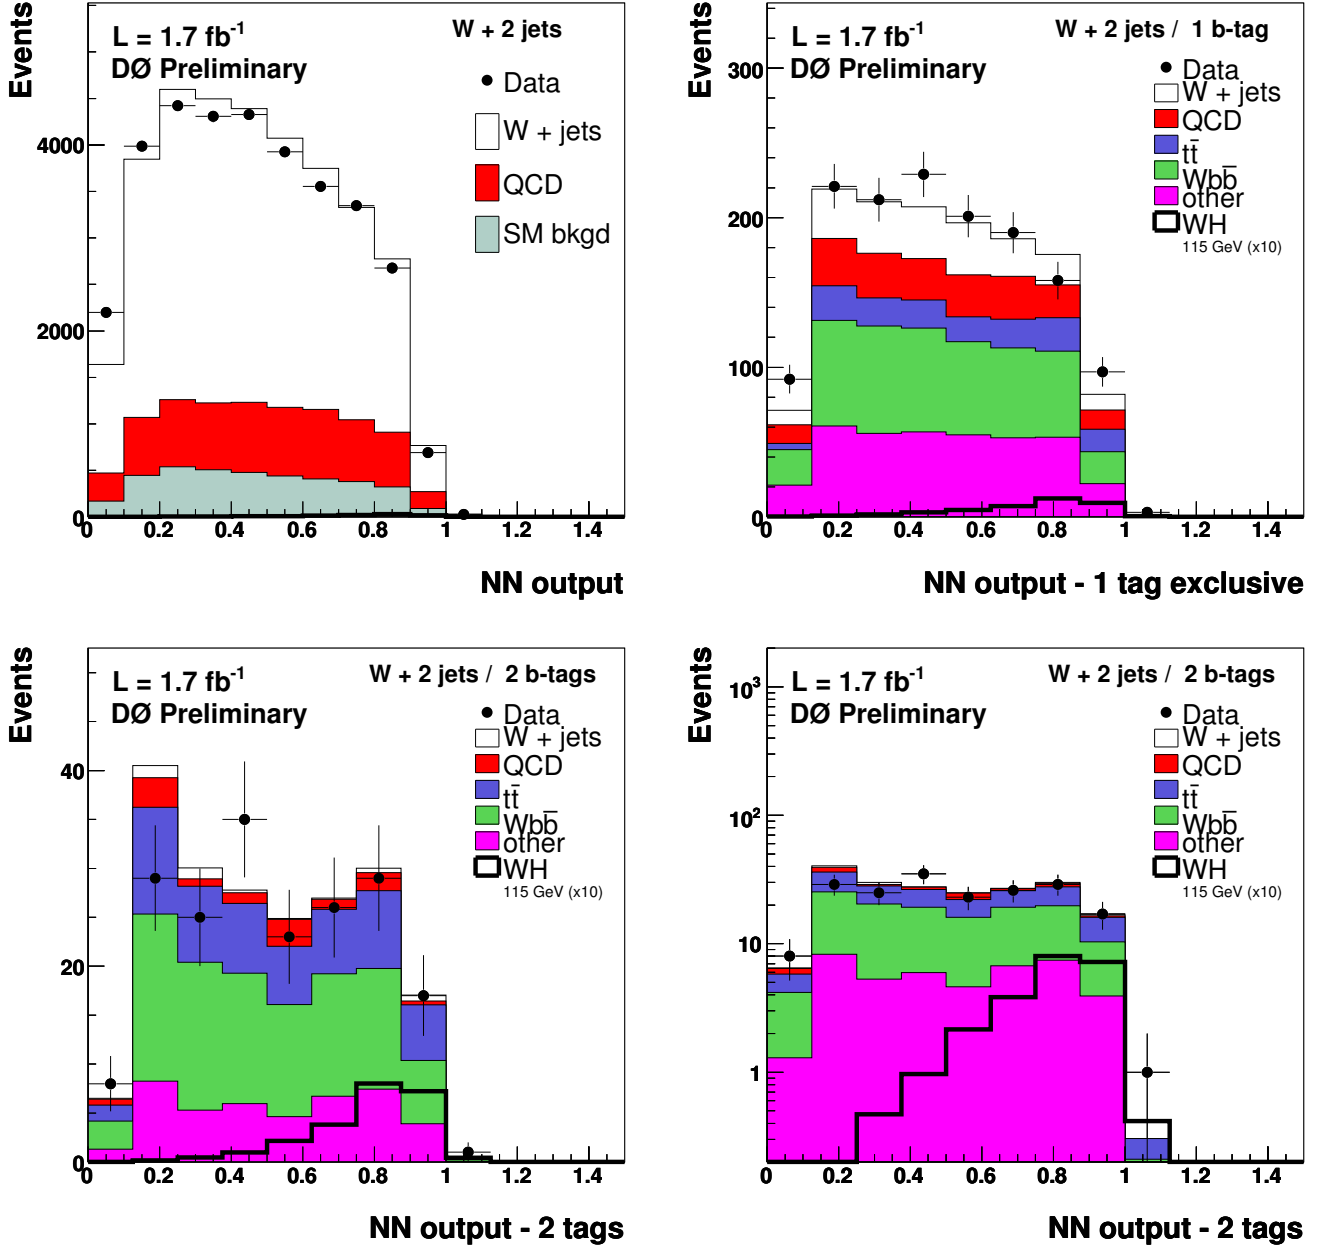 Events
L = 1.7 fb⁻¹
W + 2 jets
DØ Preliminary
Data
W + jets
QCD
SM bkgd
4000
2000
0
0 0.2 0.4 0.6 0.8 1 1.2 1.4
NN output
Events
L = 1.7 fb⁻¹
W + 2 jets / 1 b-tag
DØ Preliminary
Data
W + jets
QCD
tt̄
Wbb̄
other
WH
115 GeV (x10)
300
200
100
0
0 0.2 0.4 0.6 0.8 1 1.2 1.4
NN output - 1 tag exclusive
Events
L = 1.7 fb⁻¹
W + 2 jets / 2 b-tags
DØ Preliminary
Data
W + jets
QCD
tt̄
Wbb̄
other
WH
115 GeV (x10)
40
20
0
0 0.2 0.4 0.6 0.8 1 1.2 1.4
NN output - 2 tags
Events
L = 1.7 fb⁻¹
W + 2 jets / 2 b-tags
DØ Preliminary
Data
W + jets
QCD
tt̄
Wbb̄
other
WH
115 GeV (x10)
10³
10²
10
1
0 0.2 0.4 0.6 0.8 1 1.2 1.4
NN output - 2 tags